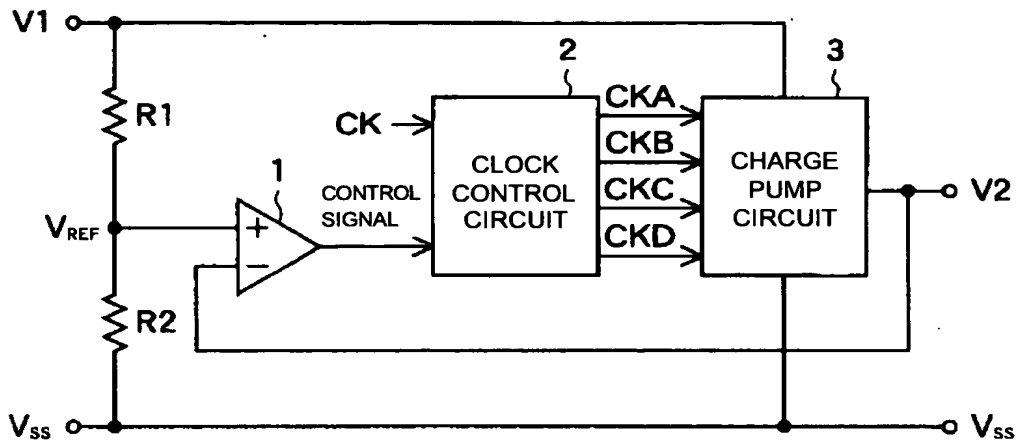 V1
R1
VREF
R2
VSS
1
CONTROL
SIGNAL
CK
2
CLOCK
CONTROL
CIRCUIT
CKA
CKB
CKC
CKD
3
CHARGE
PUMP
CIRCUIT
V2
VSS
+
−